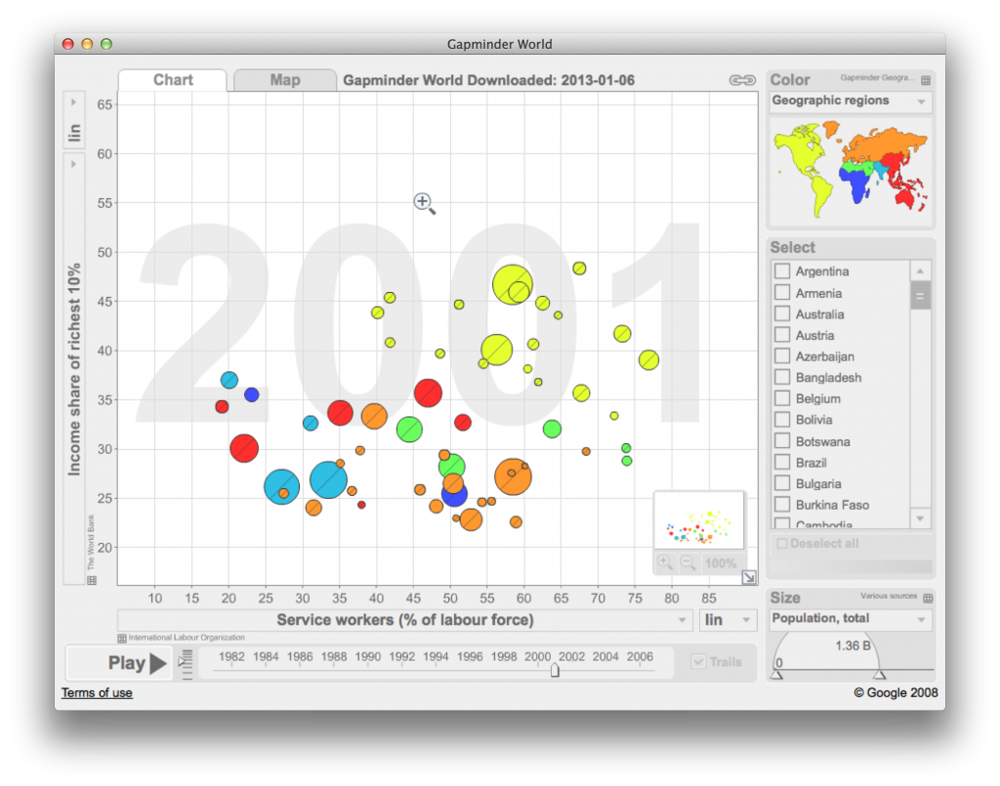 Gapminder World
Chart
Map
Gapminder World Downloaded: 2013-01-06
Color
Gapminder Geogra...
Geographic regions
lin
Income share of richest 10%
The World Bank
65
60
55
50
45
40
35
30
25
20
2001
10 15 20 25 30 35 40 45 50 55 60 65 70 75 80 85
100%
Service workers (% of labour force)
lin
International Labour Organization
Select
Argentina
Armenia
Australia
Austria
Azerbaijan
Bangladesh
Belgium
Bolivia
Botswana
Brazil
Bulgaria
Burkina Faso
Cambodia
Deselect all
Size
Various sources
Population, total
1.36 B
0
Play
1982 1984 1986 1988 1990 1992 1994 1996 1998 2000 2002 2004 2006
Trails
Terms of use
© Google 2008